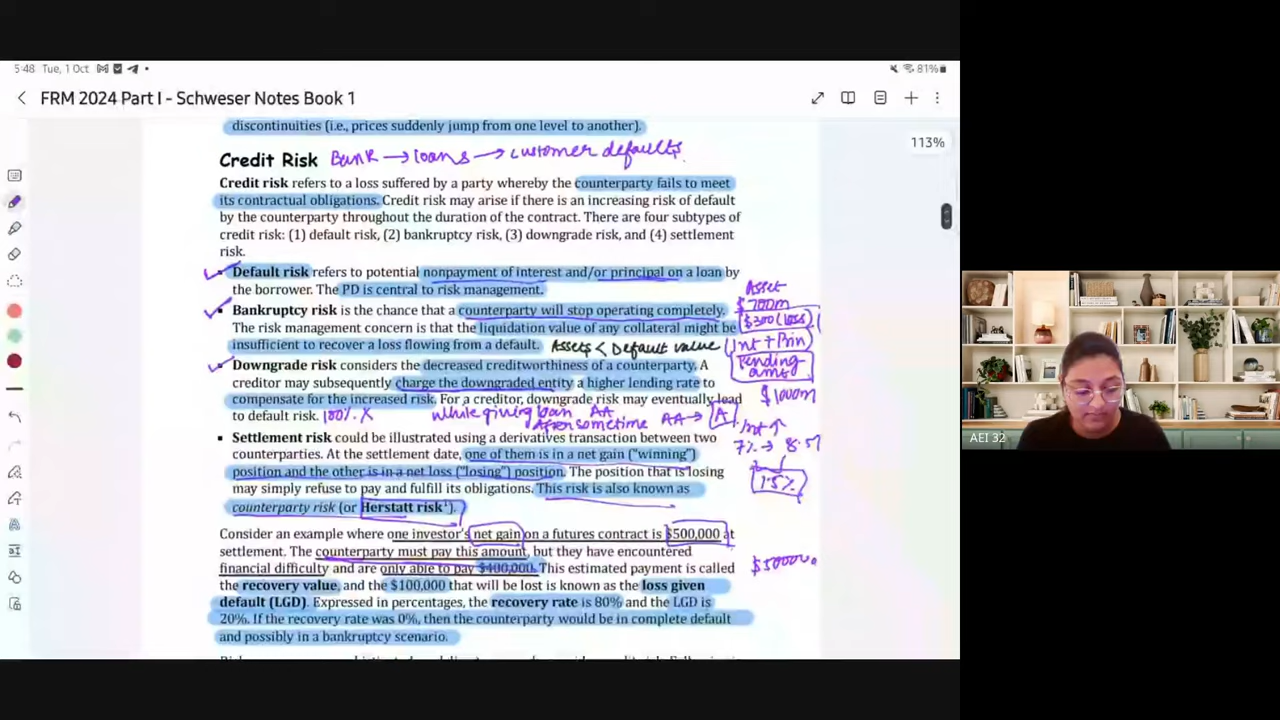 5:48 Tue, 1 Oct
81%
FRM 2024 Part I - Schweser Notes Book 1
113%
discontinuities (i.e., prices suddenly jump from one level to another).
Credit Risk Bank → loans → customer defaults.
Credit risk refers to a loss suffered by a party whereby the counterparty fails to meet
its contractual obligations. Credit risk may arise if there is an increasing risk of default
by the counterparty throughout the duration of the contract. There are four subtypes of
credit risk: (1) default risk, (2) bankruptcy risk, (3) downgrade risk, and (4) settlement
risk.
Default risk refers to potential nonpayment of interest and/or principal on a loan by
the borrower. The PD is central to risk management.
Bankruptcy risk is the chance that a counterparty will stop operating completely.
The risk management concern is that the liquidation value of any collateral might be
insufficient to recover a loss flowing from a default. Assets < Default value
Asset
$700m
$300 (loss)
Int + Prin
Pending
amt
$1000m
Downgrade risk considers the decreased creditworthiness of a counterparty. A
creditor may subsequently charge the downgraded entity a higher lending rate to
compensate for the increased risk. For a creditor, downgrade risk may eventually lead
to default risk. 100% X while giving loan AA
After sometime AA → A
Int ↑
7% → 8.5%
1.5%
Settlement risk could be illustrated using a derivatives transaction between two
counterparties. At the settlement date, one of them is in a net gain ("winning")
position and the other is in a net loss ("losing") position. The position that is losing
may simply refuse to pay and fulfill its obligations. This risk is also known as
counterparty risk (or Herstatt risk¹).
Consider an example where one investor's net gain on a futures contract is $500,000 at
settlement. The counterparty must pay this amount, but they have encountered
financial difficulty and are only able to pay $400,000. This estimated payment is called
the recovery value, and the $100,000 that will be lost is known as the loss given
default (LGD). Expressed in percentages, the recovery rate is 80% and the LGD is
20%. If the recovery rate was 0%, then the counterparty would be in complete default
and possibly in a bankruptcy scenario.
AEI 32